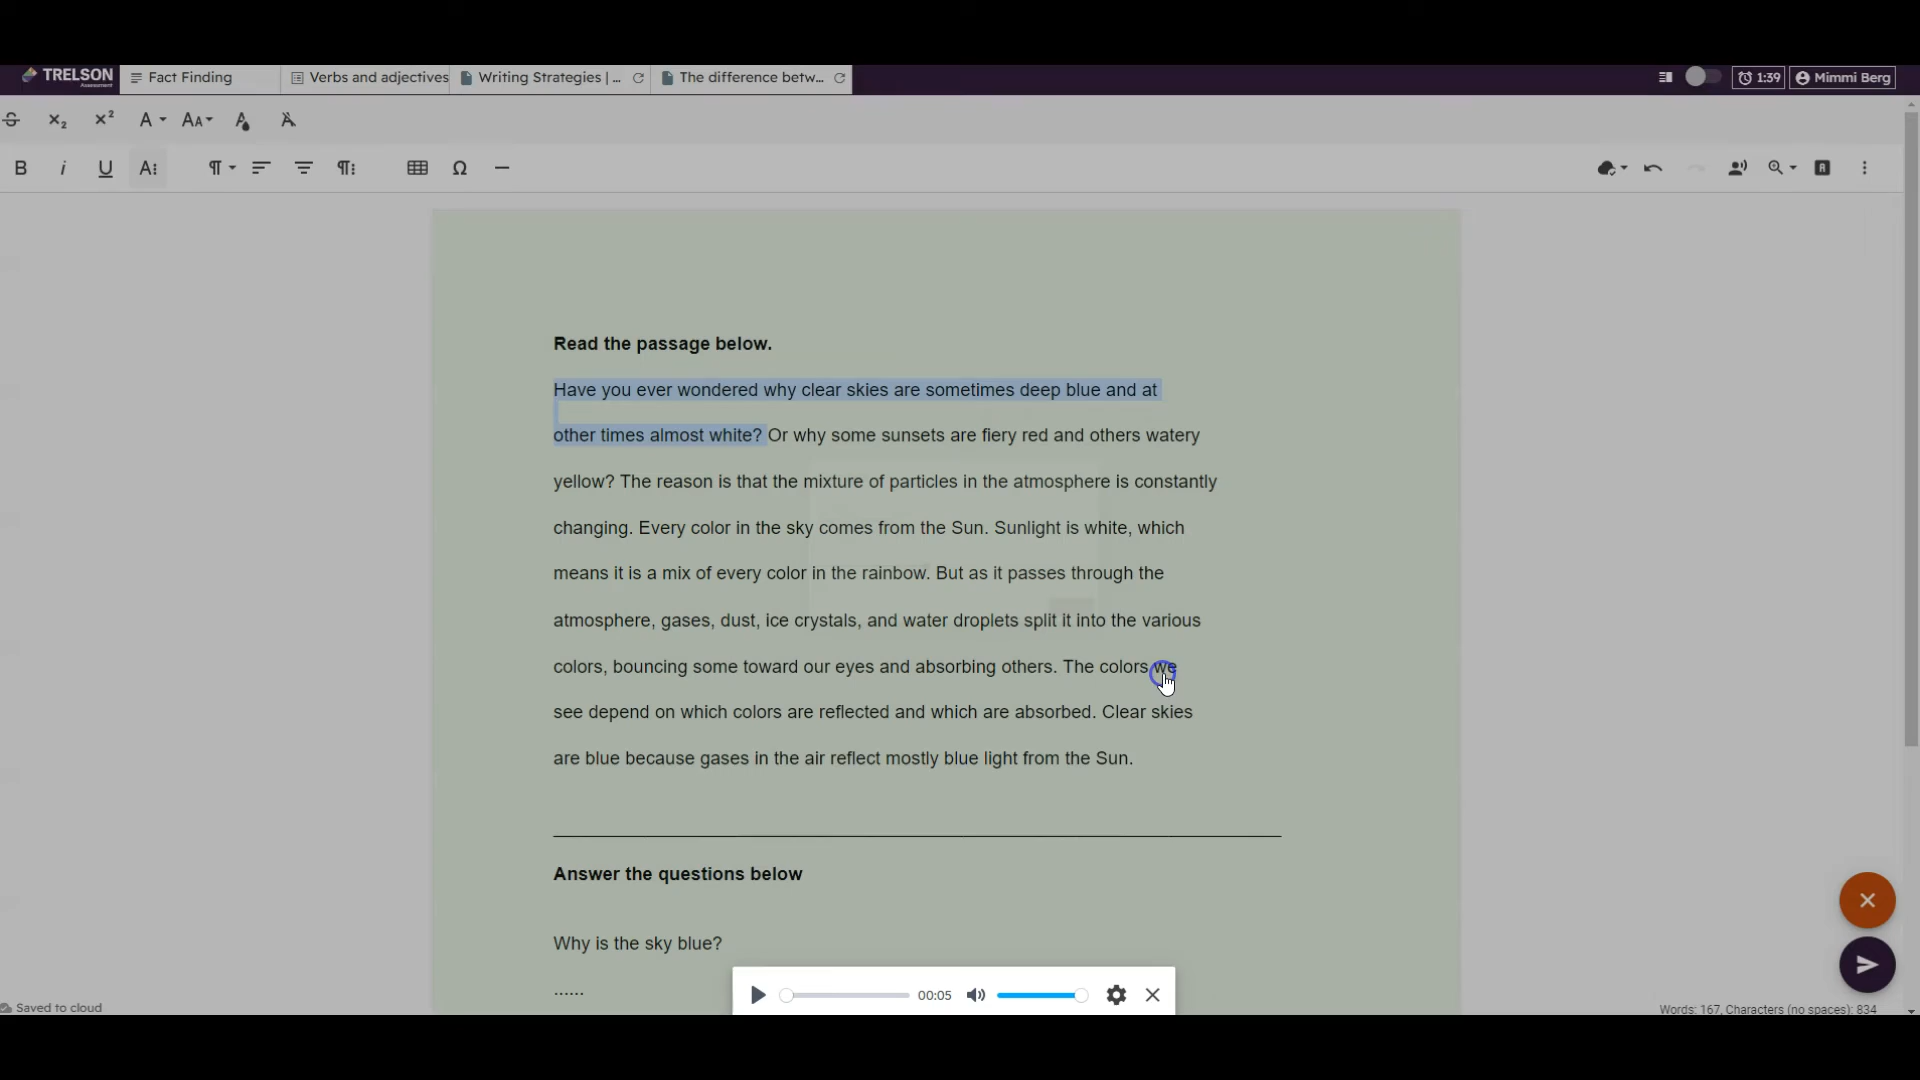 TRELSON
Assessment
Fact Finding
Verbs and adjectives
Writing Strategies | ...
The difference betw...
1:39
Mimmi Berg
Read the passage below.
Have you ever wondered why clear skies are sometimes deep blue and at
other times almost white? Or why some sunsets are fiery red and others watery
yellow? The reason is that the mixture of particles in the atmosphere is constantly
changing. Every color in the sky comes from the Sun. Sunlight is white, which
means it is a mix of every color in the rainbow. But as it passes through the
atmosphere, gases, dust, ice crystals, and water droplets split it into the various
colors, bouncing some toward our eyes and absorbing others. The colors we
see depend on which colors are reflected and which are absorbed. Clear skies
are blue because gases in the air reflect mostly blue light from the Sun.
Answer the questions below
Why is the sky blue?
......
00:05
Saved to cloud
Words: 167, Characters (no spaces): 834